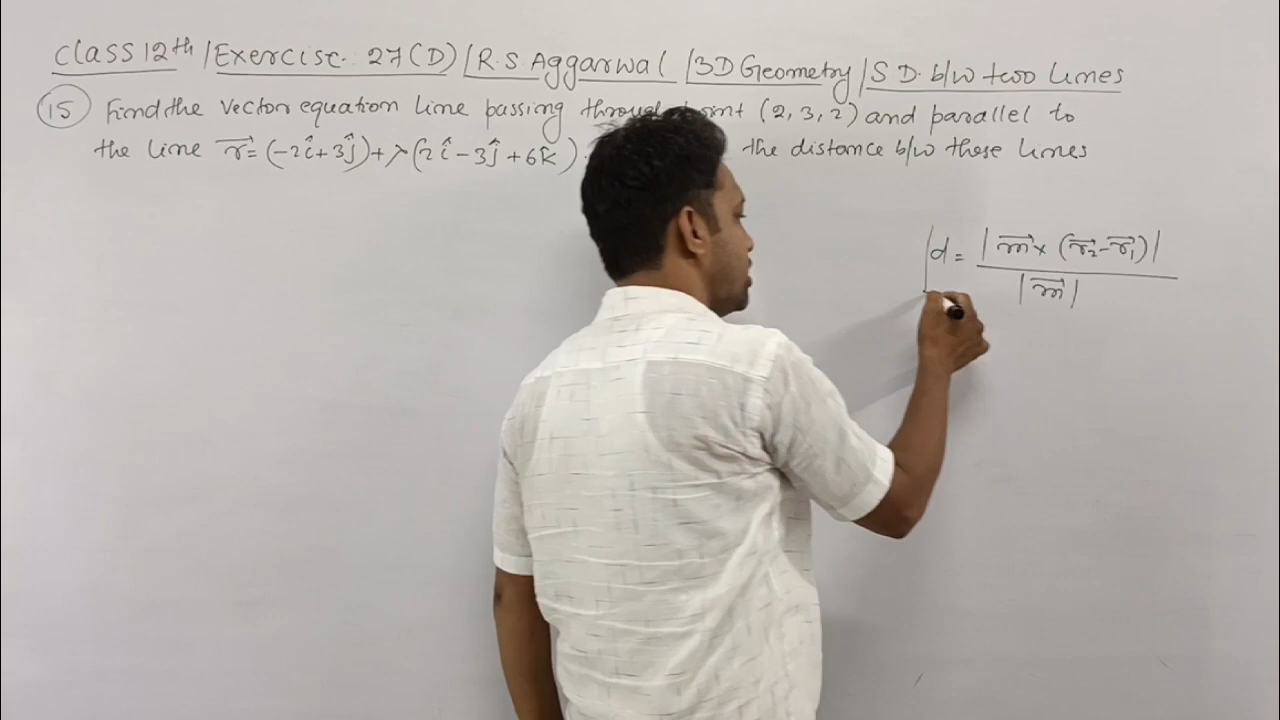 Class 12th / Exercise. 27(D) / R.S Aggarwal / 3D Geometry / S D. b/w two lines
15 Find the vector equation line passing through point (2, 3, 2) and parallel to
the line r⃗ = (-2î + 3ĵ) + λ(2î - 3ĵ + 6k̂). the distance b/w these lines
d = |m⃗ × (r⃗₂ - r⃗₁)| / |m⃗|